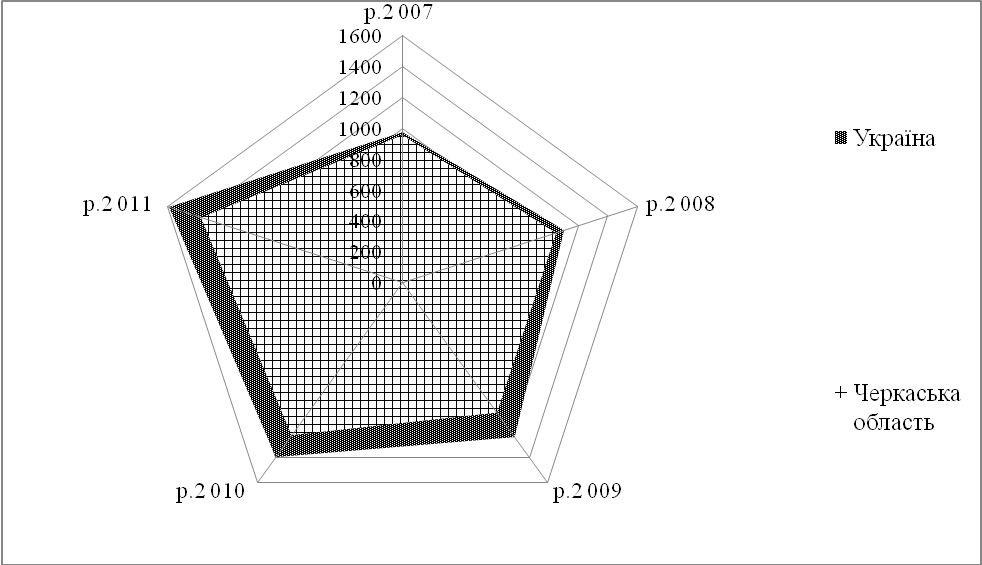 р.2 007
1600
1400
1200
1000
800
600
400
200
0
р.2 008
р.2 009
р.2 010
р.2 011
Україна
Черкаська
область